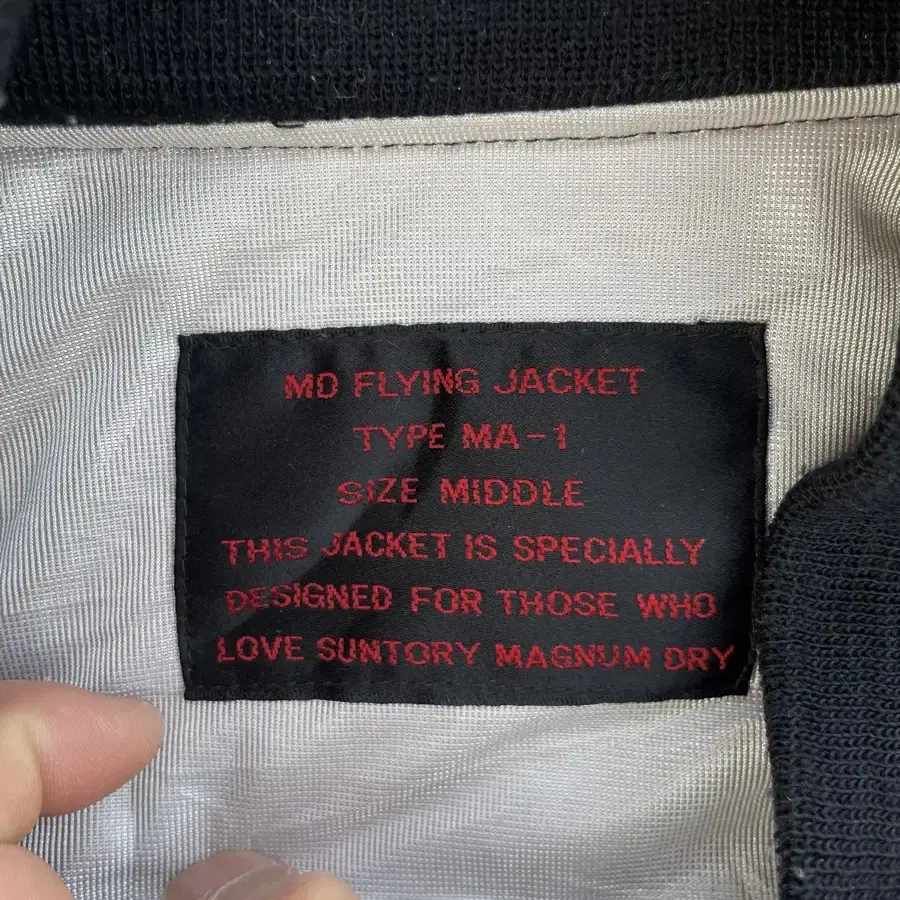 MD FLYING JACKET
TYPE MA-1
SIZE MIDDLE
THIS JACKET IS SPECIALLY
DESIGNED FOR THOSE WHO
LOVE SUNTORY MAGNUM DRY